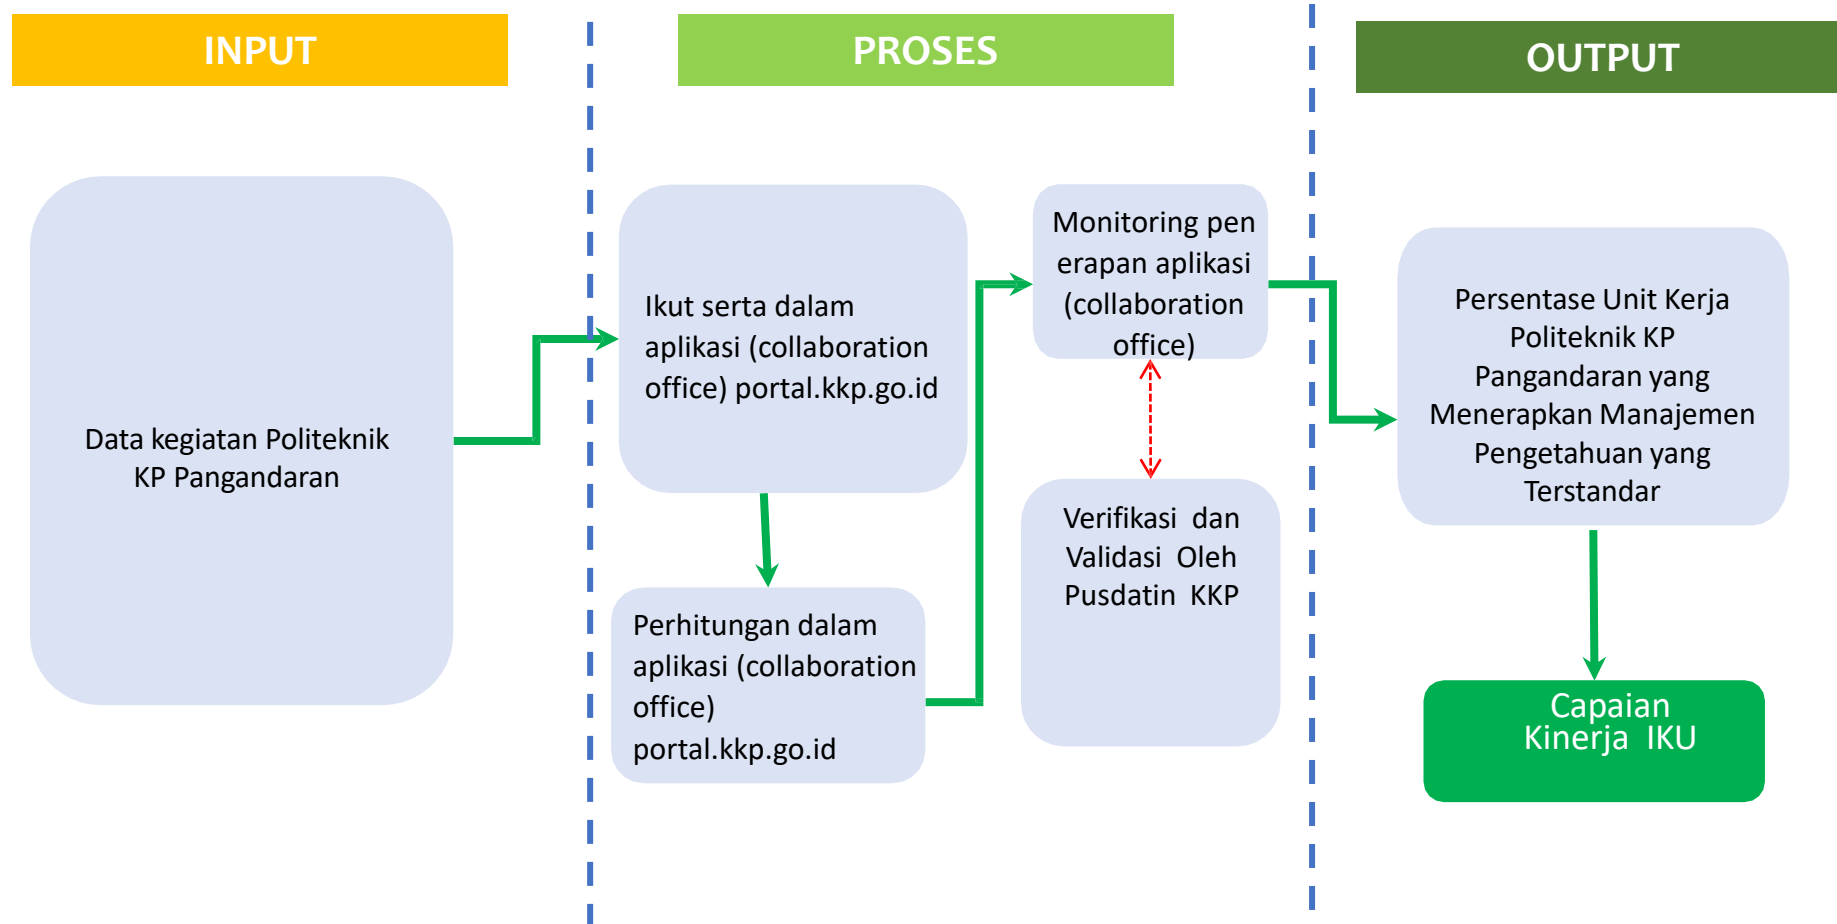 INPUT
PROSES
OUTPUT
Data kegiatan Politeknik
KP Pangandaran
Ikut serta dalam
aplikasi (collaboration
office) portal.kkp.go.id
Perhitungan dalam
aplikasi (collaboration
office)
portal.kkp.go.id
Monitoring pen
erapan aplikasi
(collaboration
office)
Verifikasi dan
Validasi Oleh
Pusdatin KKP
Persentase Unit Kerja
Politeknik KP
Pangandaran yang
Menerapkan Manajemen
Pengetahuan yang
Terstandar
Capaian
Kinerja IKU